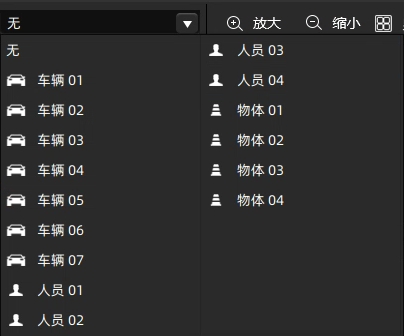 无
放大
缩小
无
车辆 01
车辆 02
车辆 03
车辆 04
车辆 05
车辆 06
车辆 07
人员 01
人员 02
人员 03
人员 04
物体 01
物体 02
物体 03
物体 04